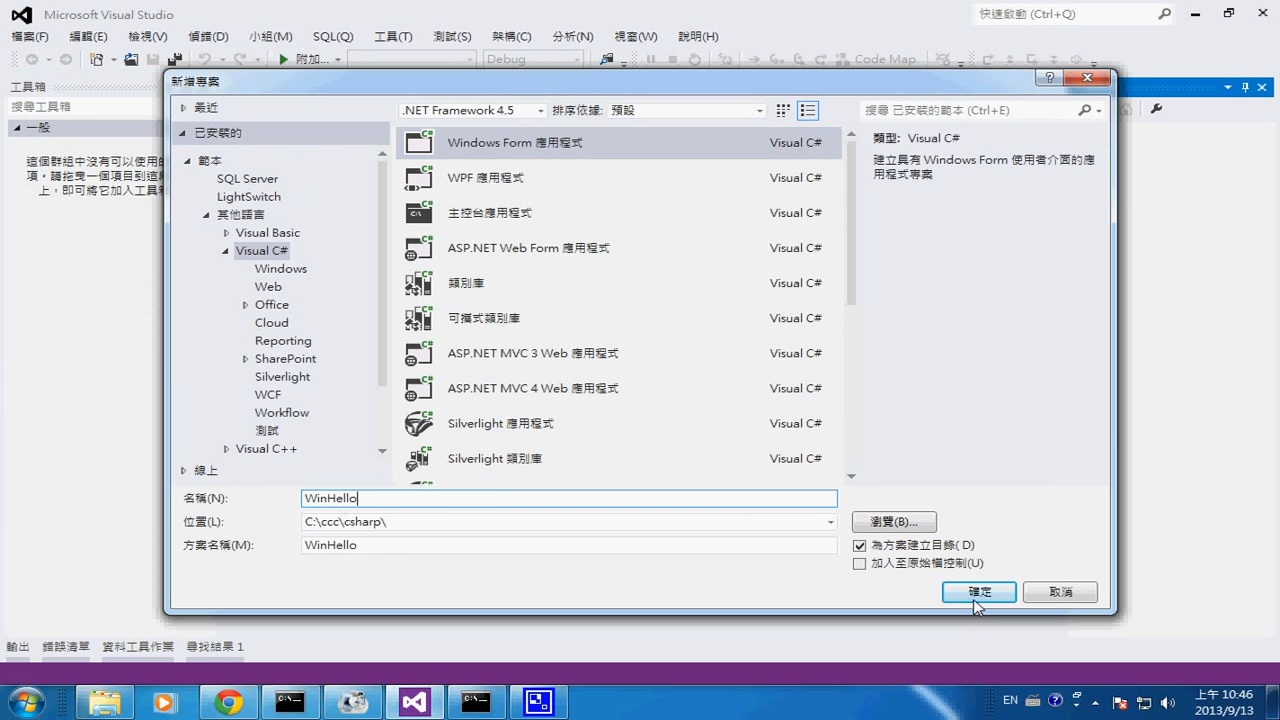 Microsoft Visual Studio
快速啟動 (Ctrl+Q)
檔案(F) 編輯(E) 檢視(V) 偵錯(D) 小組(M) SQL(Q) 工具(T) 測試(S) 架構(C) 分析(N) 視窗(W) 說明(H)
附加... Debug Code Map
工具箱
搜尋工具箱
一般
這個群組中沒有可以使用的
項。請拖曳一個項目到這
上，即可將它加入工具
新增專案
最近
.NET Framework 4.5 排序依據: 預設
搜尋 已安裝的範本 (Ctrl+E)
已安裝的
範本
SQL Server
LightSwitch
其他語言
Visual Basic
Visual C#
Windows
Web
Office
Cloud
Reporting
SharePoint
Silverlight
WCF
Workflow
測試
Visual C++
線上
Windows Form 應用程式 Visual C#
WPF 應用程式 Visual C#
主控台應用程式 Visual C#
ASP.NET Web Form 應用程式 Visual C#
類別庫 Visual C#
可攜式類別庫 Visual C#
ASP.NET MVC 3 Web 應用程式 Visual C#
ASP.NET MVC 4 Web 應用程式 Visual C#
Silverlight 應用程式 Visual C#
Silverlight 類別庫 Visual C#
類型: Visual C#
建立具有 Windows Form 使用者介面的應
用程式專案
名稱(N): WinHello
位置(L): C:\ccc\csharp\
瀏覽(B)...
方案名稱(M): WinHello
為方案建立目錄(D)
加入至原始檔控制(U)
確定 取消
輸出 錯誤清單 資料工具作業 尋找結果 1
EN
上午 10:46
2013/9/13